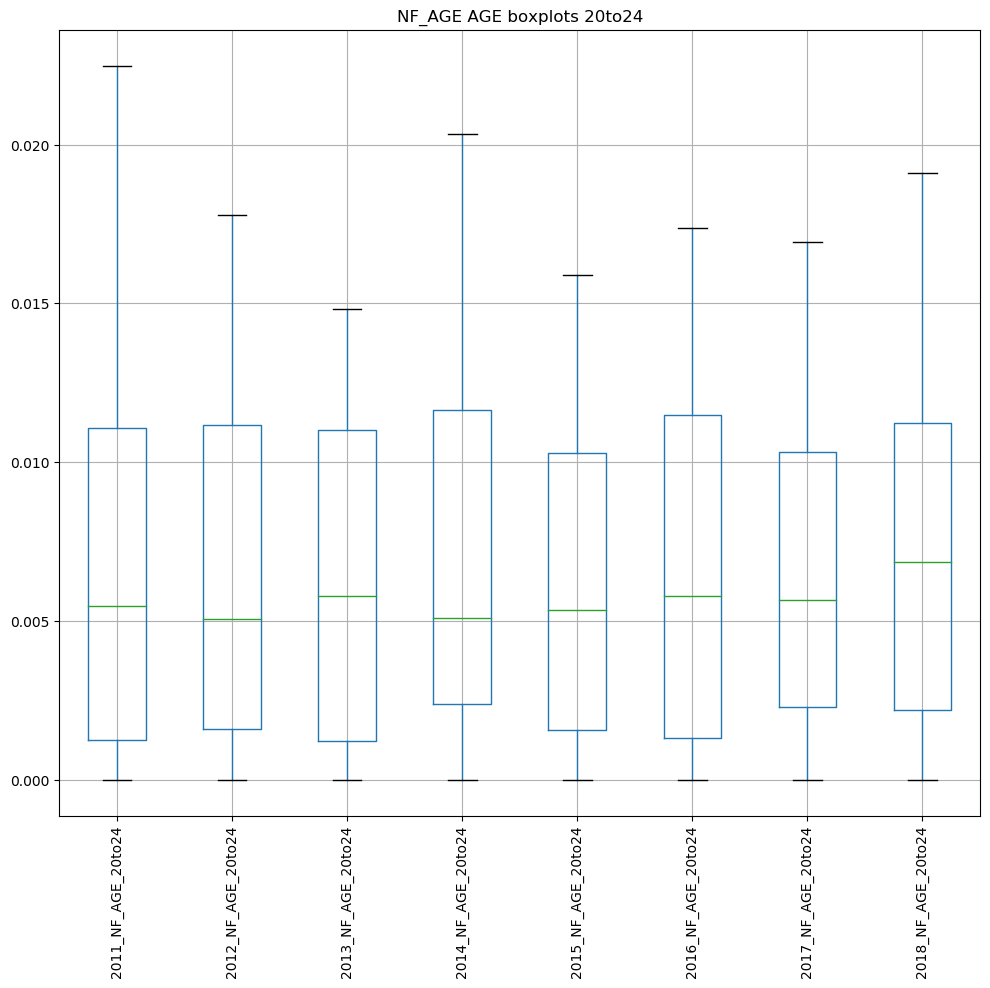 NF_AGE AGE boxplots 20to24
0.020
0.015
0.010
0.005
0.000
2011_NF_AGE_20to24
2012_NF_AGE_20to24
2013_NF_AGE_20to24
2014_NF_AGE_20to24
2015_NF_AGE_20to24
2016_NF_AGE_20to24
2017_NF_AGE_20to24
2018_NF_AGE_20to24